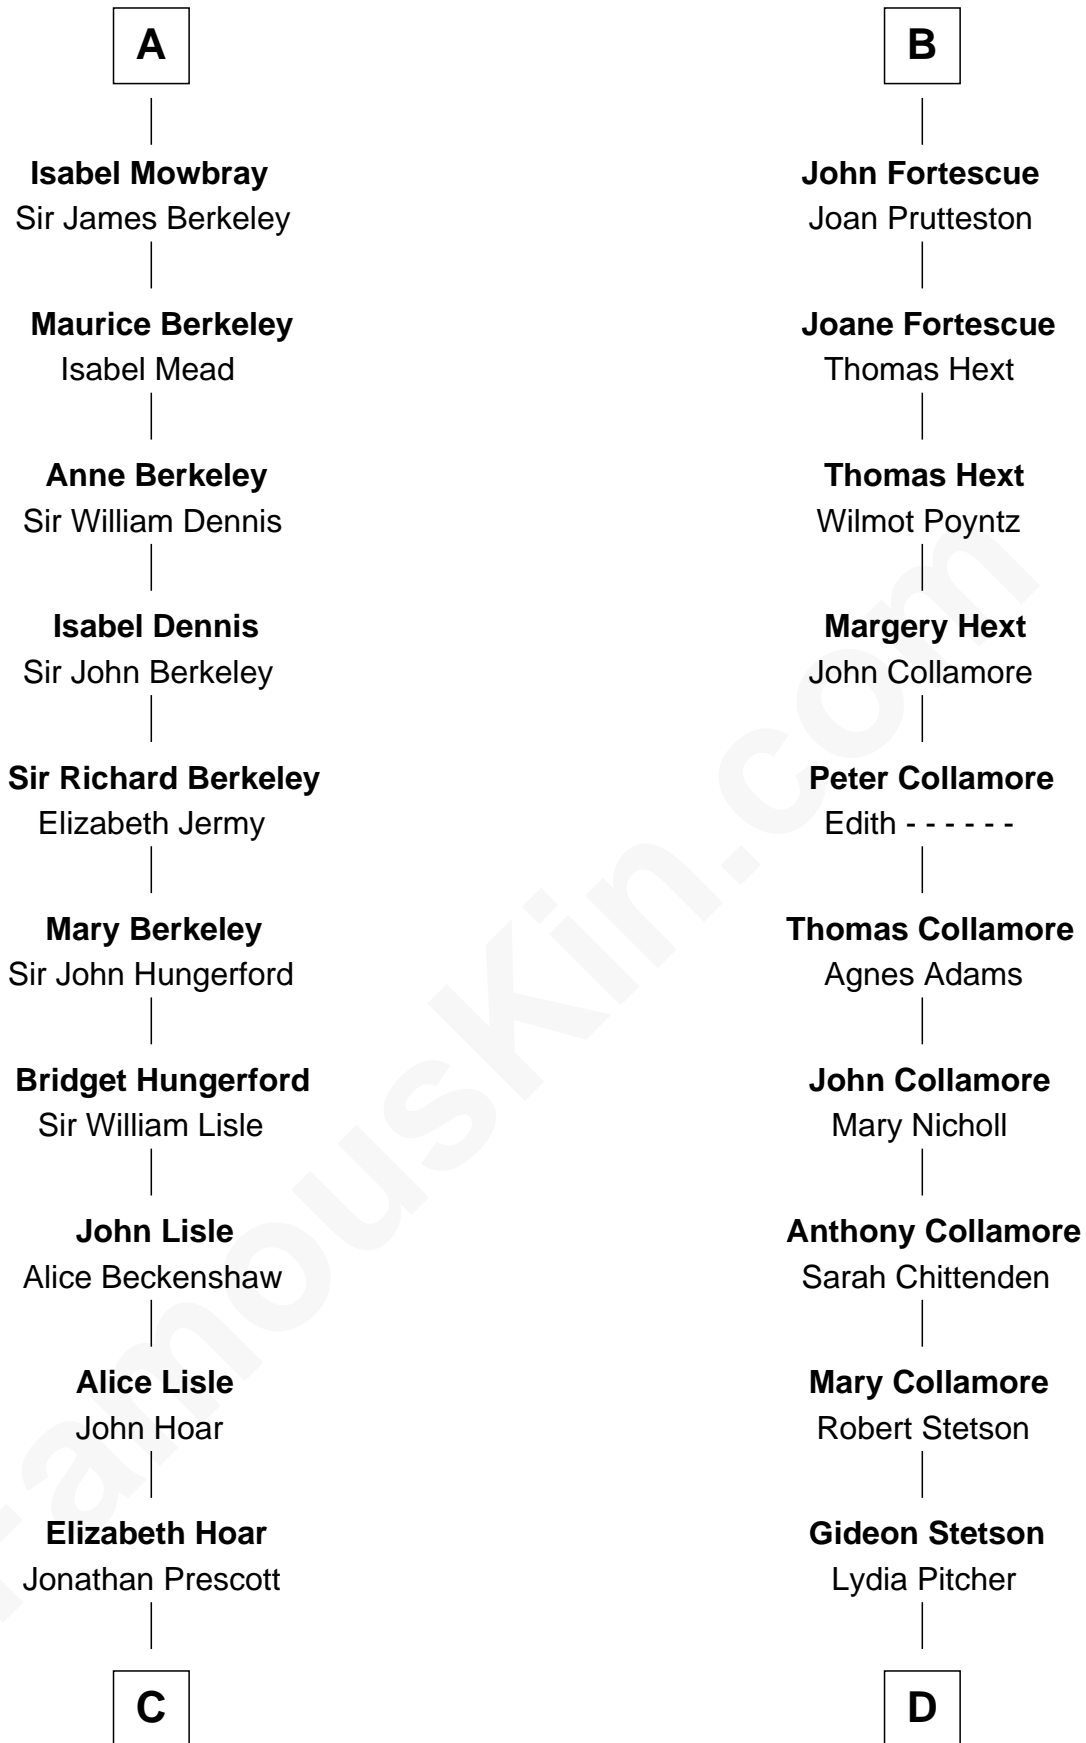 A
Isabel Mowbray
Sir James Berkeley
Maurice Berkeley
Isabel Mead
Anne Berkeley
Sir William Dennis
Isabel Dennis
Sir John Berkeley
Sir Richard Berkeley
Elizabeth Jermy
Mary Berkeley
Sir John Hungerford
Bridget Hungerford
Sir William Lisle
John Lisle
Alice Beckenshaw
Alice Lisle
John Hoar
Elizabeth Hoar
Jonathan Prescott
C
B
John Fortescue
Joan Prutteston
Joane Fortescue
Thomas Hext
Thomas Hext
Wilmot Poyntz
Margery Hext
John Collamore
Peter Collamore
Edith - - - - - -
Thomas Collamore
Agnes Adams
John Collamore
Mary Nicholl
Anthony Collamore
Sarah Chittenden
Mary Collamore
Robert Stetson
Gideon Stetson
Lydia Pitcher
D
FamousKin.com